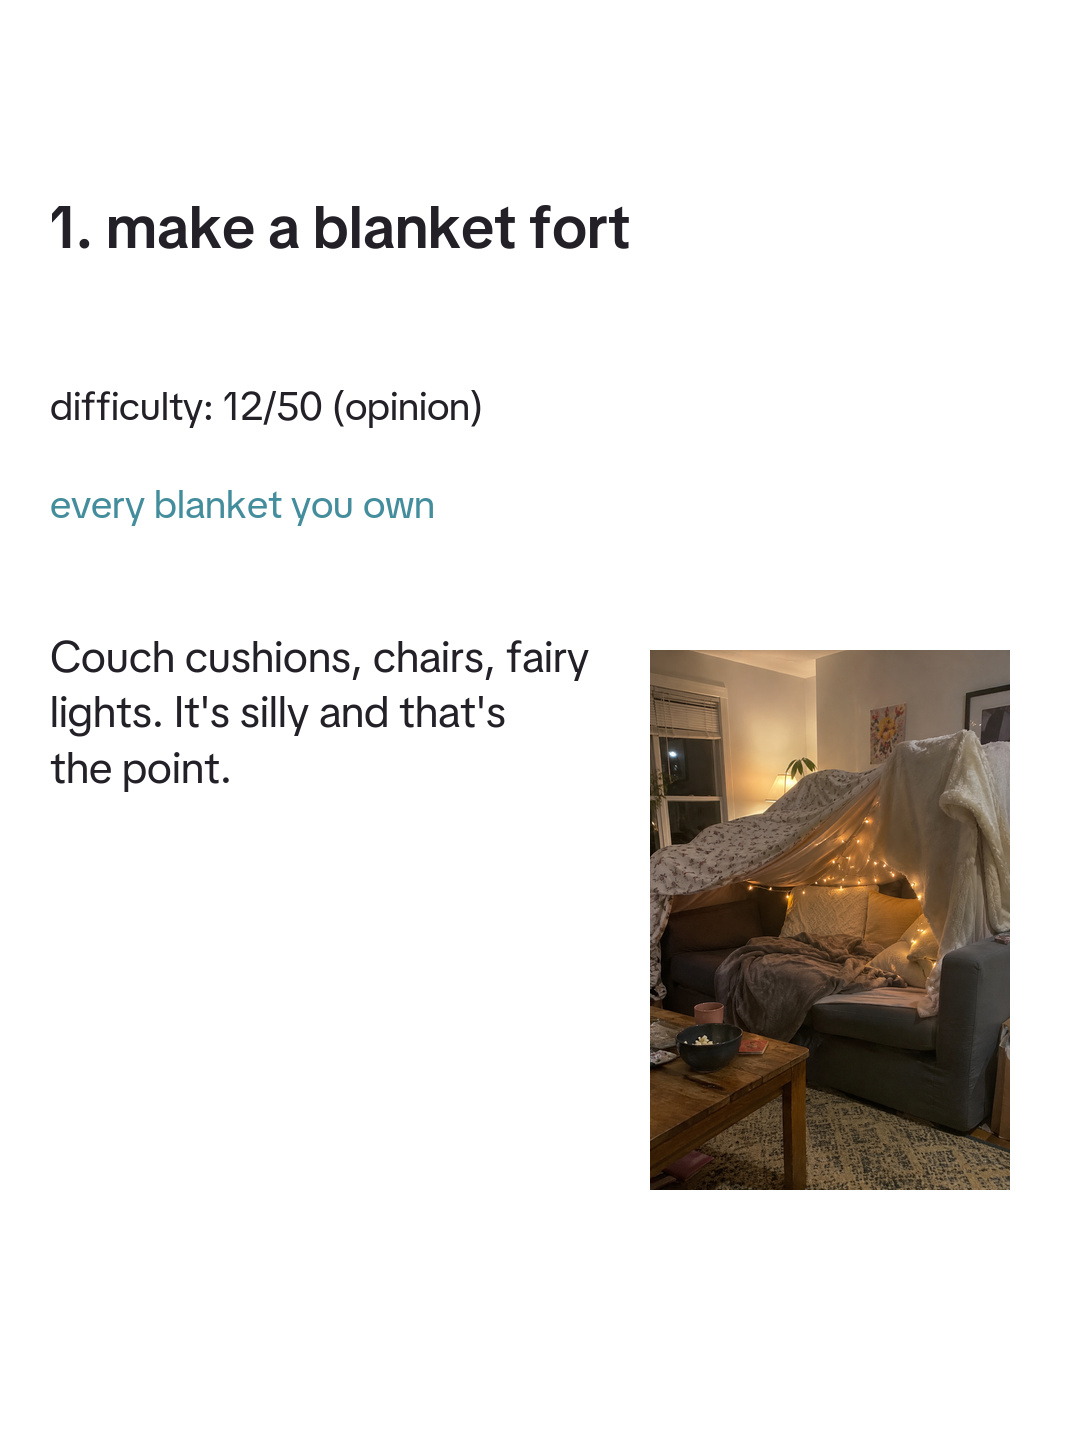 1. make a blanket fort
difficulty: 12/50 (opinion)
every blanket you own
Couch cushions, chairs, fairy
lights. It's silly and that's
the point.